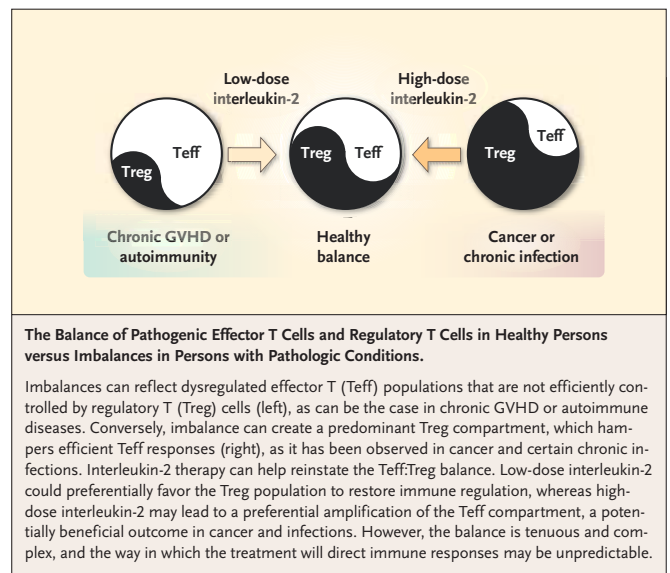 Low-dose
interleukin-2
High-dose
interleukin-2
Treg
Teff
Treg
Teff
Treg
Teff
Chronic GVHD or
autoimmunity
Healthy
balance
Cancer or
chronic infection
The Balance of Pathogenic Effector T Cells and Regulatory T Cells in Healthy Persons
versus Imbalances in Persons with Pathologic Conditions.
Imbalances can reflect dysregulated effector T (Teff) populations that are not efficiently con-
trolled by regulatory T (Treg) cells (left), as can be the case in chronic GVHD or autoimmune
diseases. Conversely, imbalance can create a predominant Treg compartment, which ham-
pers efficient Teff responses (right), as it has been observed in cancer and certain chronic in-
fections. Interleukin-2 therapy can help reinstate the Teff:Treg balance. Low-dose interleukin-2
could preferentially favor the Treg population to restore immune regulation, whereas high-
dose interleukin-2 may lead to a preferential amplification of the Teff compartment, a poten-
tially beneficial outcome in cancer and infections. However, the balance is tenuous and com-
plex, and the way in which the treatment will direct immune responses may be unpredictable.